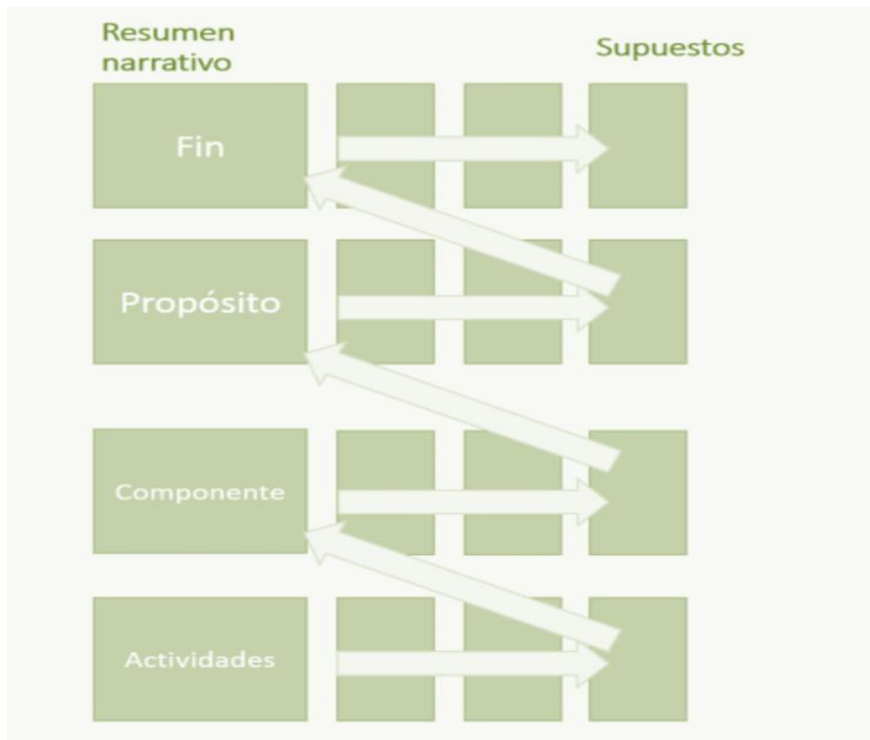 Resumen
narrativo
Supuestos
Fin
Propósito
Componente
Actividades